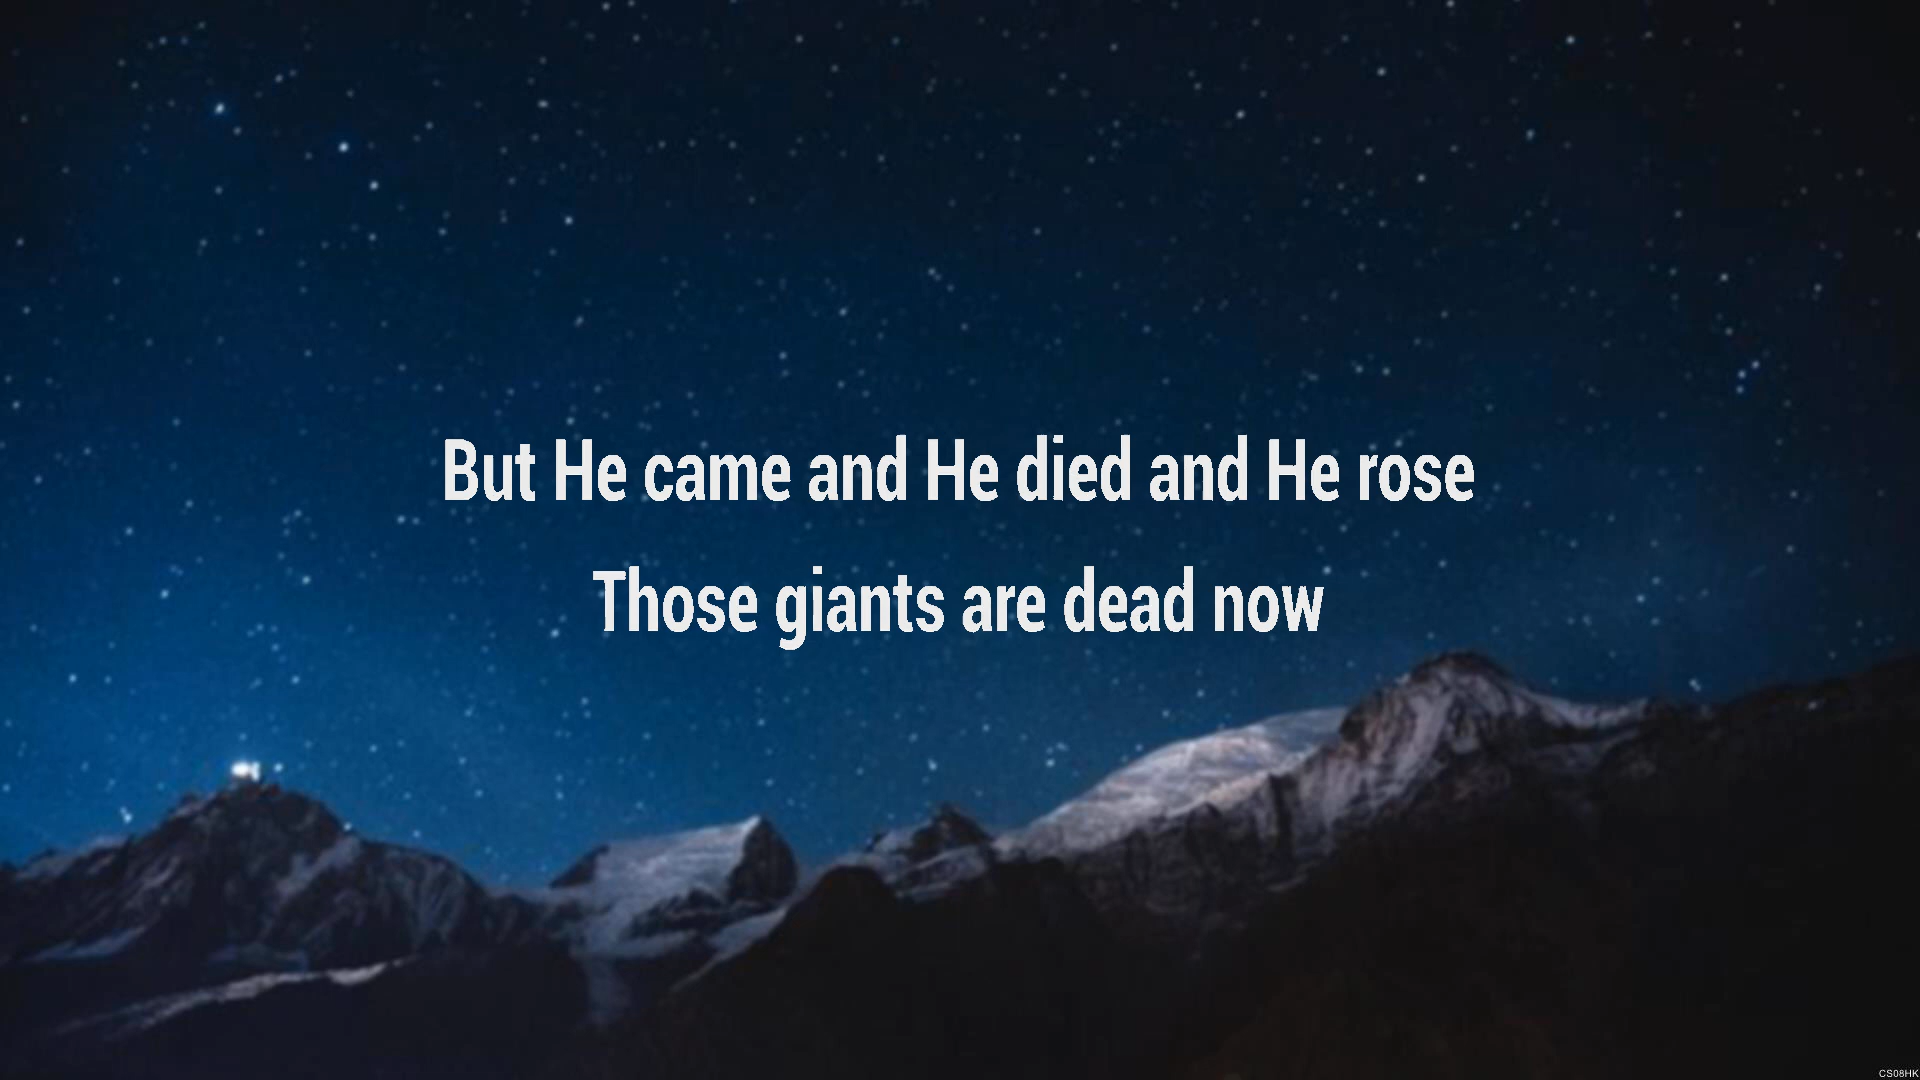 But He came and He died and He rose
Those giants are dead now
CS08HK